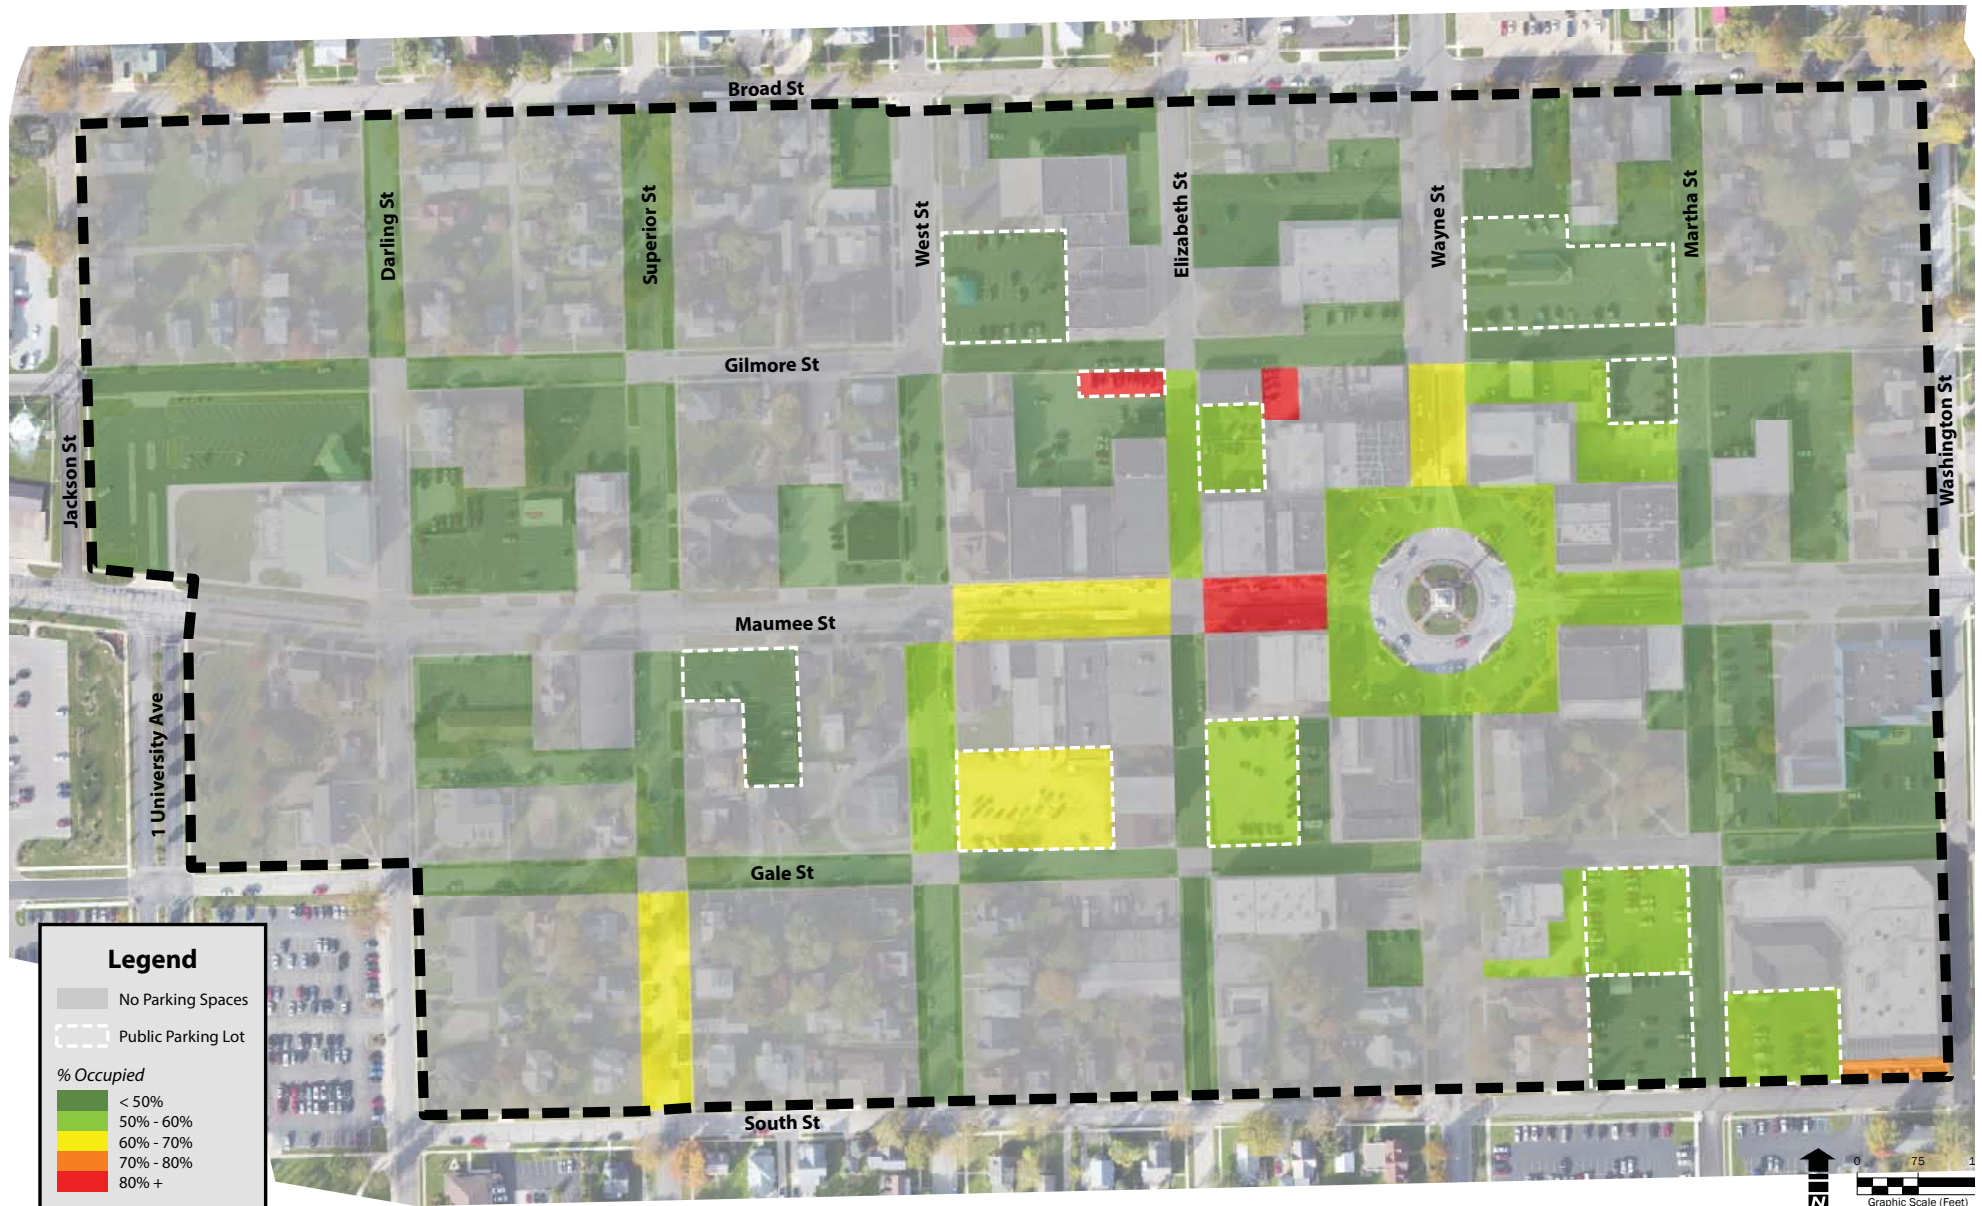 Broad St
Darling St
Superior St
West St
Elizabeth St
Wayne St
Martha St
Gilmore St
Jackson St
Washington St
Maumee St
1 University Ave
Gale St
South St
Legend
No Parking Spaces
Public Parking Lot
% Occupied
< 50%
50% - 60%
60% - 70%
70% - 80%
80% +
N
0 75 1
Graphic Scale (Feet)